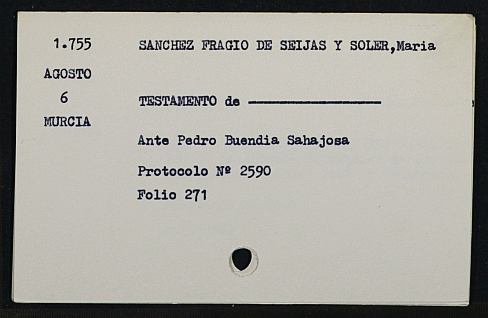 1.755
AGOSTO
6
MURCIA
SANCHEZ FRAGIO DE SEIJAS Y SOLER,Maria
TESTAMENTO de ————————
Ante Pedro Buendia Sahajosa
Protocolo Nº 2590
Folio 271